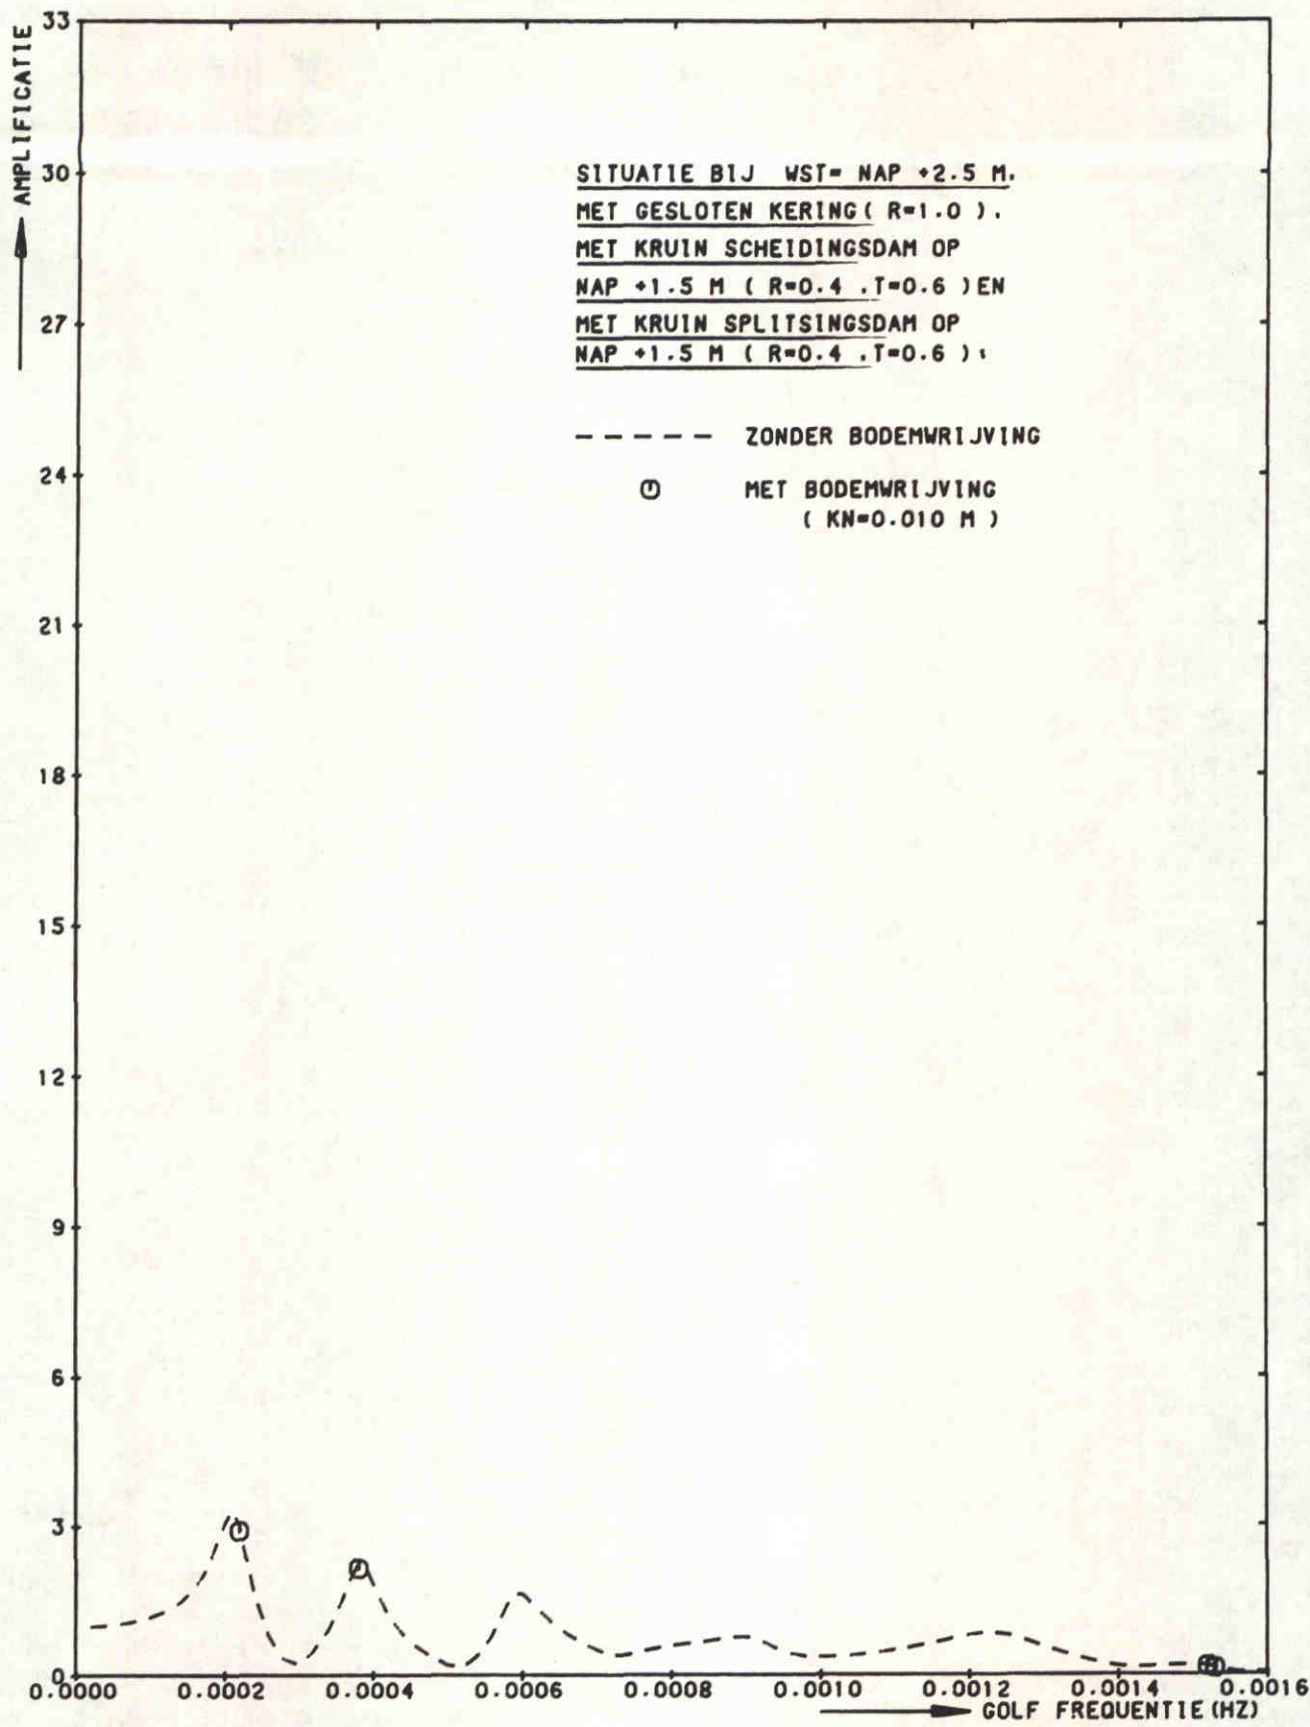 AMPLIFICATIE
33
30
27
24
21
18
15
12
9
6
3
0
SITUATIE BIJ WST= NAP +2.5 M.
MET GESLOTEN KERING( R=1.0 ).
MET KRUIN SCHEIDINGSDAM OP
NAP +1.5 M ( R=0.4 .T=0.6 )EN
MET KRUIN SPLITSINGSDAM OP
NAP +1.5 M ( R=0.4 .T=0.6 ):
ZONDER BODEMWRIJVING
MET BODEMWRIJVING
( KN=0.010 M )
0.0000 0.0002 0.0004 0.0006 0.0008 0.0010 0.0012 0.0014 0.0016
GOLF FREQUENTIE(HZ)